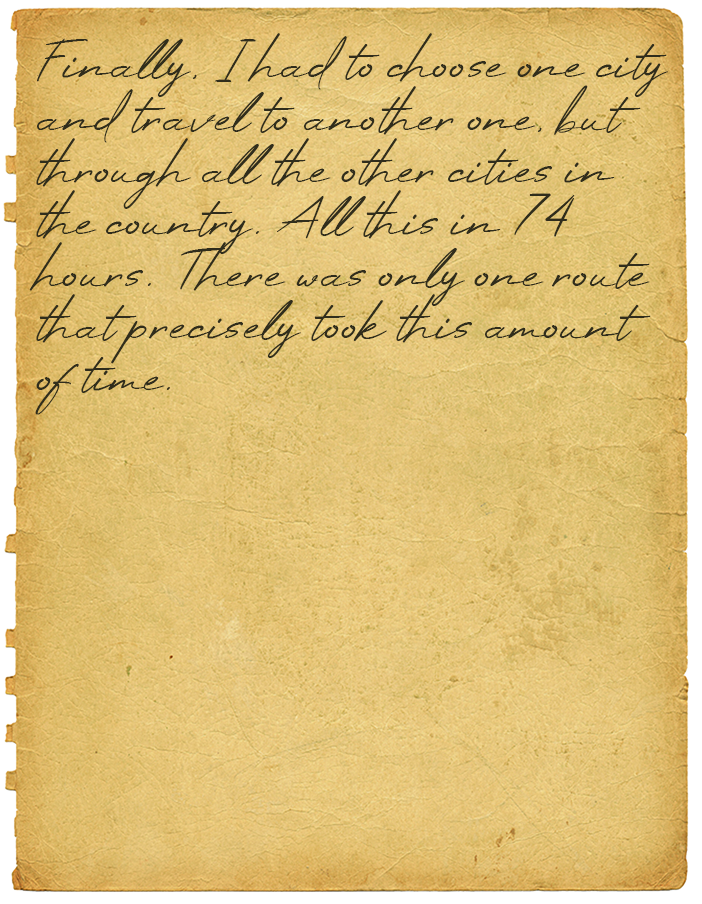 Finally, I had to choose one city
and travel to another one, but
through all the other cities in
the country. All this in 74
hours. There was only one route
that precisely took this amount
of time.